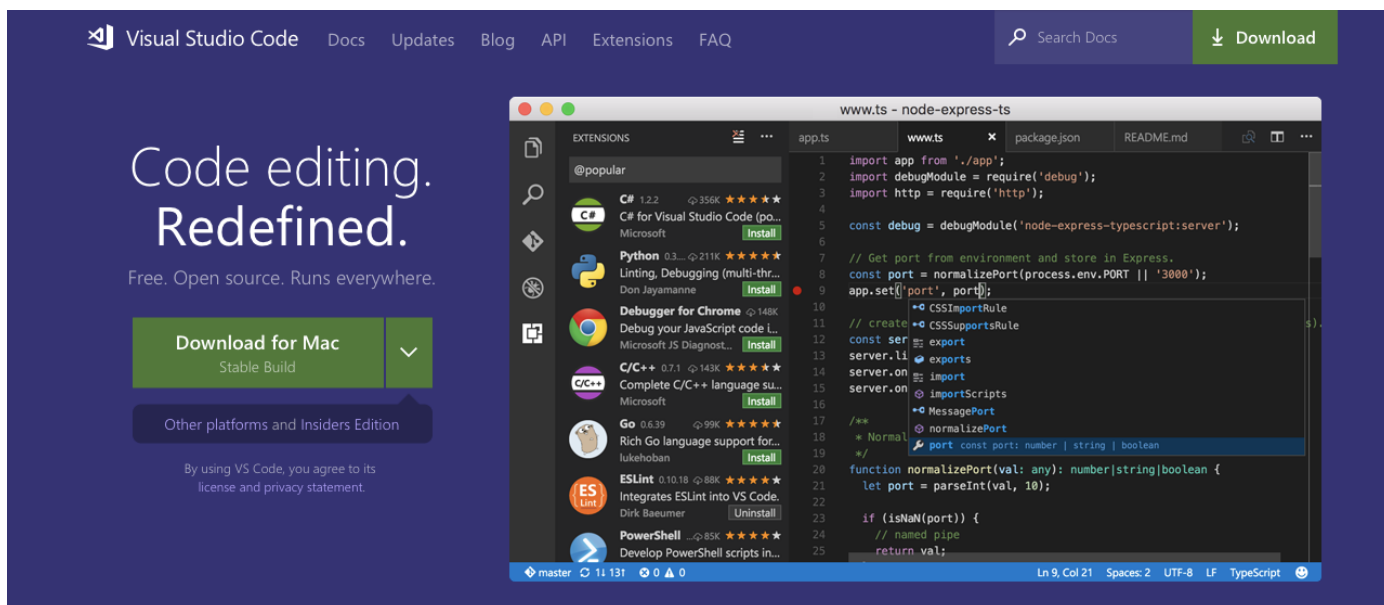 Visual Studio Code Docs Updates Blog API Extensions FAQ Search Docs Download
Code editing.
Redefined.
Free. Open source. Runs everywhere.
Download for Mac
Stable Build
Other platforms and Insiders Edition
By using VS Code, you agree to its
license and privacy statement.
www.ts - node-express-ts
EXTENSIONS
@popular
C# 1.2.2 356K
C#
C# for Visual Studio Code (po...
Microsoft Install
Python 0.3... 211K
Linting, Debugging (multi-thr...
Don Jayamanne Install
Debugger for Chrome 148K
Debug your JavaScript code i...
Microsoft JS Diagnost... Install
C/C++ 0.7.1 143K
C/C++
Complete C/C++ language su...
Microsoft Install
Go 0.6.39 99K
Rich Go language support for...
lukehoban Install
ESLint 0.10.18 88K
ES
Lint
Integrates ESLint into VS Code.
Dirk Baeumer Uninstall
PowerShell ... 85K
Develop PowerShell scripts in...
app.ts www.ts package.json README.md
1 import app from './app';
2 import debugModule = require('debug');
3 import http = require('http');
4
5 const debug = debugModule('node-express-typescript:server');
6
7 // Get port from environment and store in Express.
8 const port = normalizePort(process.env.PORT || '3000');
9 app.set('port', port);
10
11 // create s).
12 const ser
13 server.li
14 server.on
15 server.on
16
17 /**
18 * Normal
19 */
20 function normalizePort(val: any): number|string|boolean {
21 let port = parseInt(val, 10);
22
23 if (isNaN(port)) {
24 // named pipe
25 return val;
CSSImportRule
CSSSupportsRule
export
exports
import
importScripts
MessagePort
normalizePort
port const port: number | string | boolean
master 1↓ 13↑ 0 0 Ln 9, Col 21 Spaces: 2 UTF-8 LF TypeScript